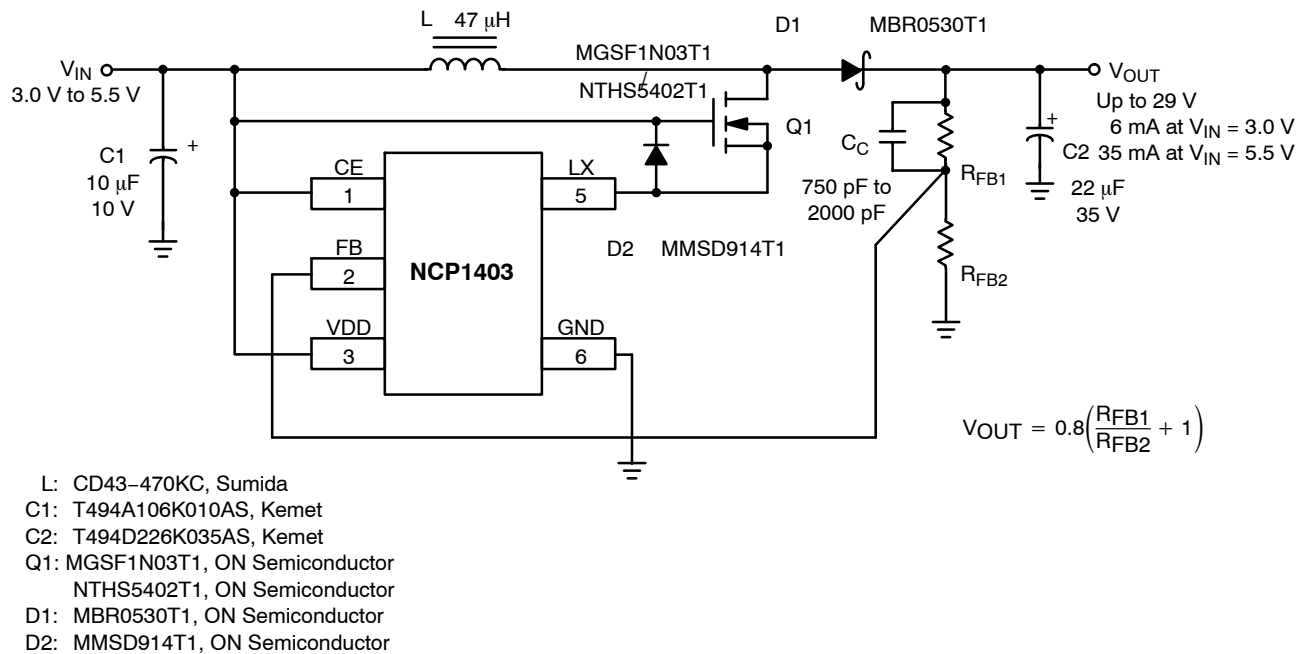 L 47 μH
D1 MBR0530T1
MGSF1N03T1
NTHS5402T1
VIN
3.0 V to 5.5 V
VOUT
Up to 29 V
6 mA at VIN = 3.0 V
35 mA at VIN = 5.5 V
Q1
C1
10 μF
10 V
+
CE
1
LX
5
CC
750 pF to
2000 pF
RFB1
+
C2
22 μF
35 V
FB
2
NCP1403
D2 MMSD914T1
RFB2
VDD
3
GND
6
VOUT = 0.8(RFB1/RFB2 + 1)
L: CD43−470KC, Sumida
C1: T494A106K010AS, Kemet
C2: T494D226K035AS, Kemet
Q1: MGSF1N03T1, ON Semiconductor
NTHS5402T1, ON Semiconductor
D1: MBR0530T1, ON Semiconductor
D2: MMSD914T1, ON Semiconductor